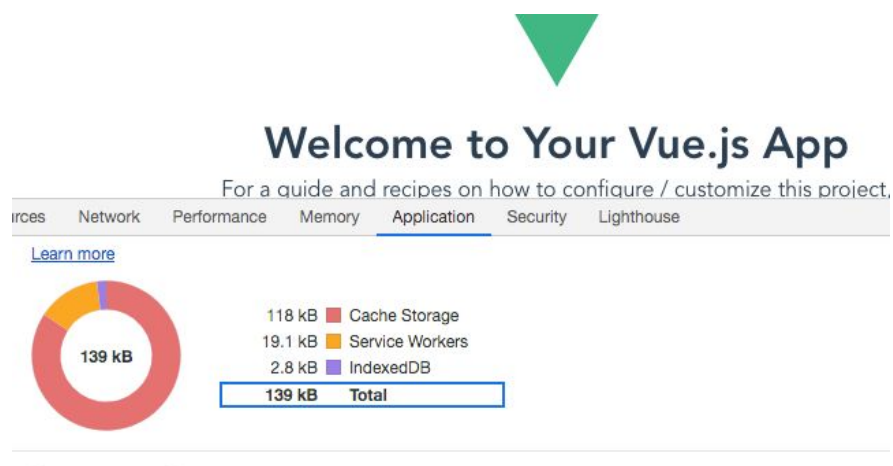 Welcome to Your Vue.js App
For a guide and recipes on how to configure / customize this project,
Network Performance Memory Application Security Lighthouse
Learn more
139 kB
118 kB Cache Storage
19.1 kB Service Workers
2.8 kB IndexedDB
139 kB Total